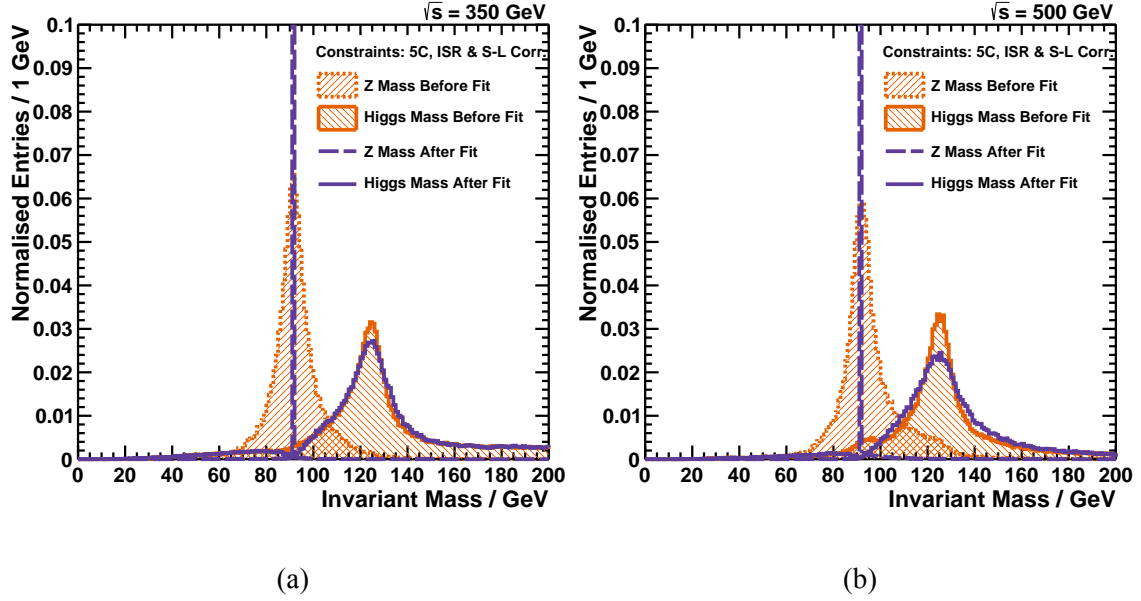 √s = 350 GeV
Normalised Entries / 1 GeV
0.1
0.09
0.08
0.07
0.06
0.05
0.04
0.03
0.02
0.01
0
Constraints: 5C, ISR & S-L Corr.
Z Mass Before Fit
Higgs Mass Before Fit
Z Mass After Fit
Higgs Mass After Fit
0 20 40 60 80 100 120 140 160 180 200
Invariant Mass / GeV
(a)
√s = 500 GeV
Normalised Entries / 1 GeV
0.1
0.09
0.08
0.07
0.06
0.05
0.04
0.03
0.02
0.01
0
Constraints: 5C, ISR & S-L Corr.
Z Mass Before Fit
Higgs Mass Before Fit
Z Mass After Fit
Higgs Mass After Fit
0 20 40 60 80 100 120 140 160 180 200
Invariant Mass / GeV
(b)